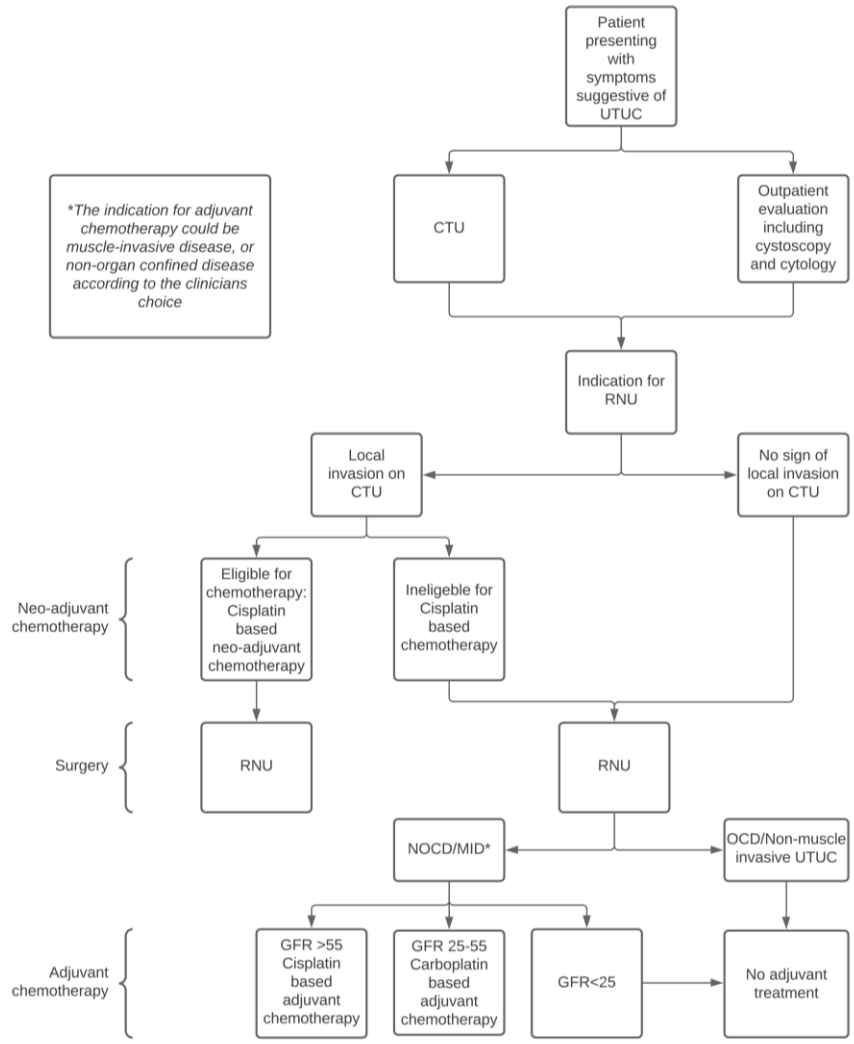 Patient
presenting
with
symptoms
suggestive of
UTUC
*The indication for adjuvant
chemotherapy could be
muscle-invasive disease, or
non-organ confined disease
according to the clinicians
choice
CTU
Outpatient
evaluation
including
cystoscopy
and cytology
Indication for
RNU
Local
invasion on
CTU
No sign of
local invasion
on CTU
Neo-adjuvant
chemotherapy
Eligible for
chemotherapy:
Cisplatin
based
neo-adjuvant
chemotherapy
Ineligeble for
Cisplatin
based
chemotherapy
Surgery
RNU
RNU
NOCD/MID*
OCD/Non-muscle
invasive UTUC
Adjuvant
chemotherapy
GFR >55
Cisplatin
based
adjuvant
chemotherapy
GFR 25-55
Carboplatin
based
adjuvant
chemotherapy
GFR<25
No adjuvant
treatment